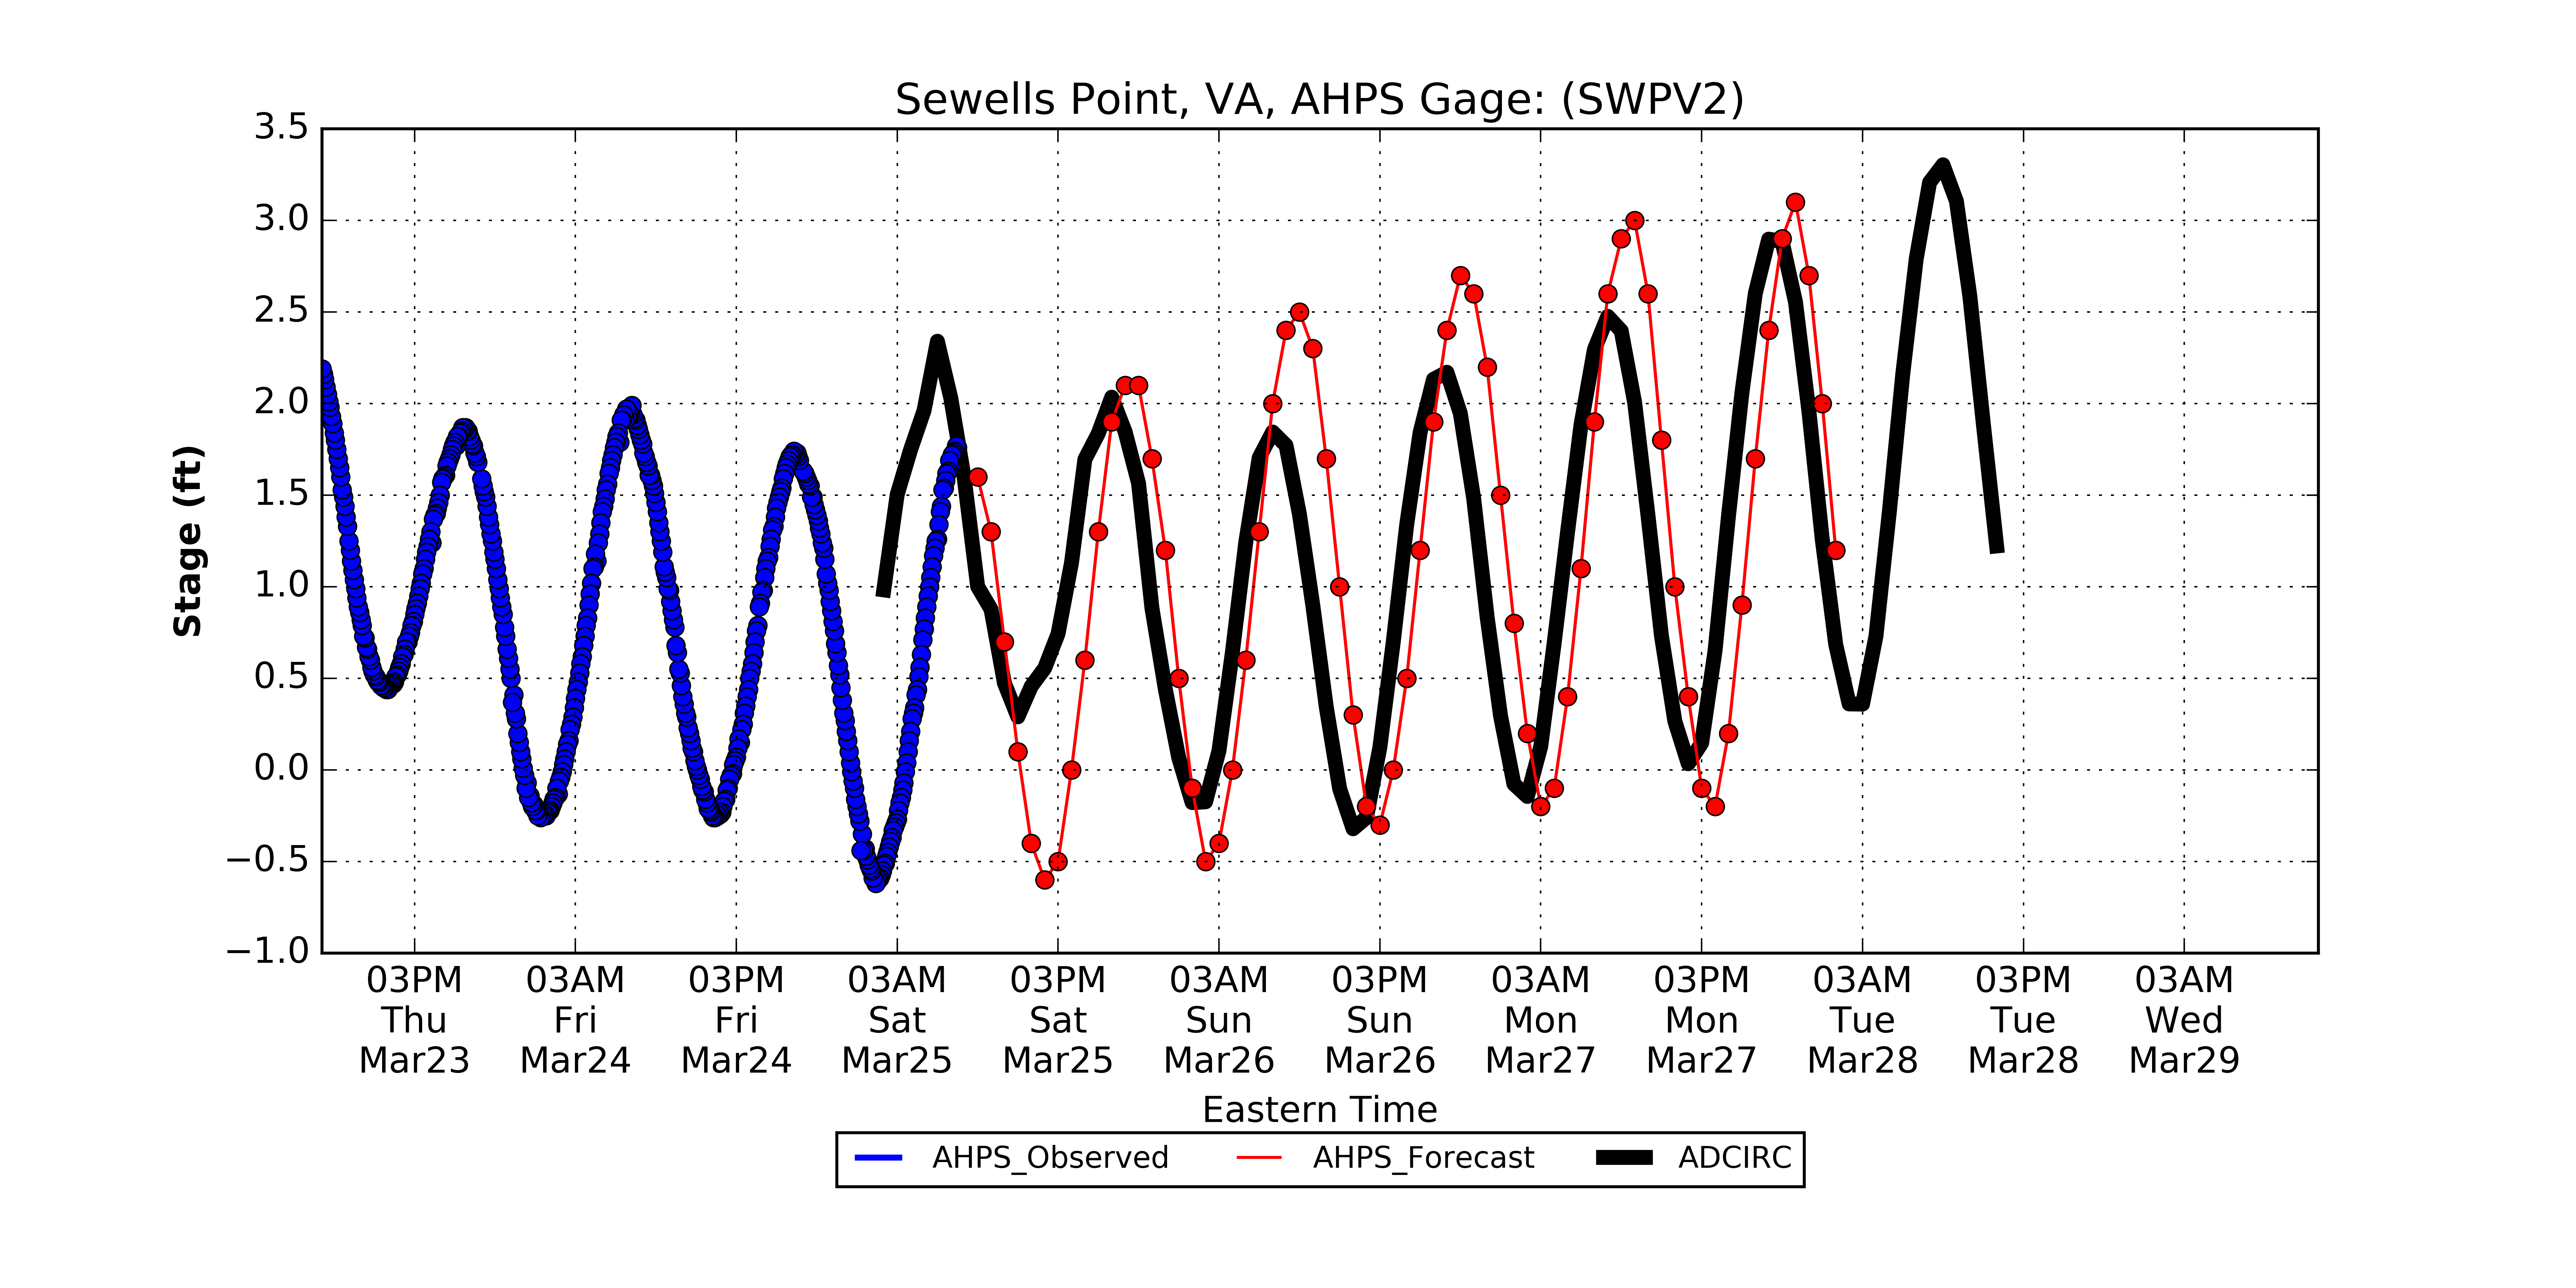 Sewells Point, VA, AHPS Gage: (SWPV2)
3.5
3.0
2.5
2.0
1.5
1.0
0.5
0.0
−0.5
−1.0
Stage (ft)
03PM 03AM 03PM 03AM 03PM 03AM 03PM 03AM 03PM 03AM 03PM 03AM
Thu Fri Fri Sat Sat Sun Sun Mon Mon Tue Tue Wed
Mar23 Mar24 Mar24 Mar25 Mar25 Mar26 Mar26 Mar27 Mar27 Mar28 Mar28 Mar29
Eastern Time
AHPS_Observed AHPS_Forecast ADCIRC